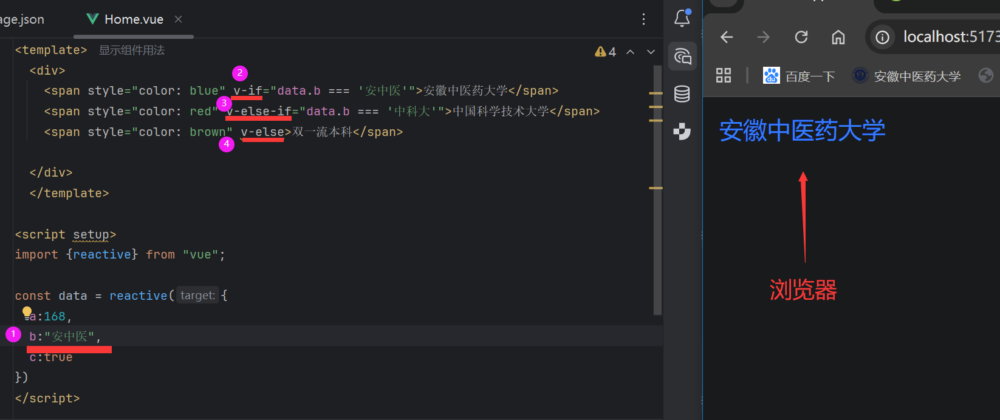 age.json
Home.vue
<template> 显示组件用法
4
<div>
2
<span style="color: blue" v-if="data.b === '安中医'">安徽中医药大学</span>
3
<span style="color: red" v-else-if="data.b === '中科大'">中国科学技术大学</span>
<span style="color: brown" v-else>双一流本科</span>
4
</div>
</template>
<script setup>
import {reactive} from "vue";
const data = reactive( target: {
a:168,
1
b:"安中医",
c:true
})
</script>
localhost:5173
du 百度一下 安徽中医药大学
安徽中医药大学
浏览器